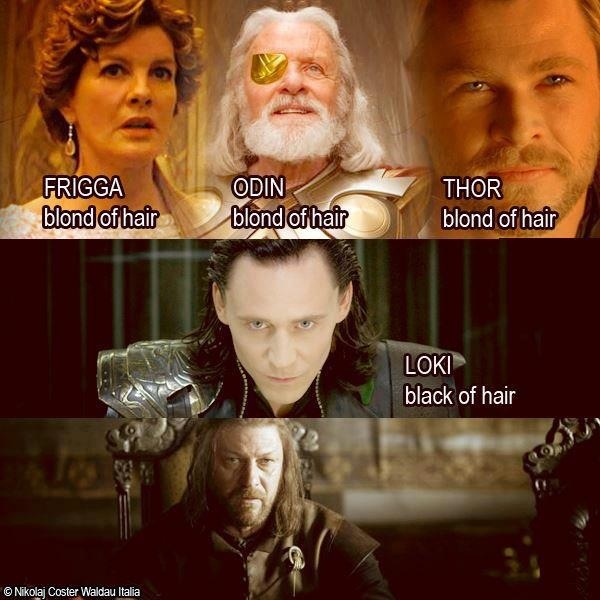 FRIGGA
blond of hair
ODIN
blond of hair
THOR
blond of hair
LOKI
black of hair
© Nikolaj Coster Waldau Italia